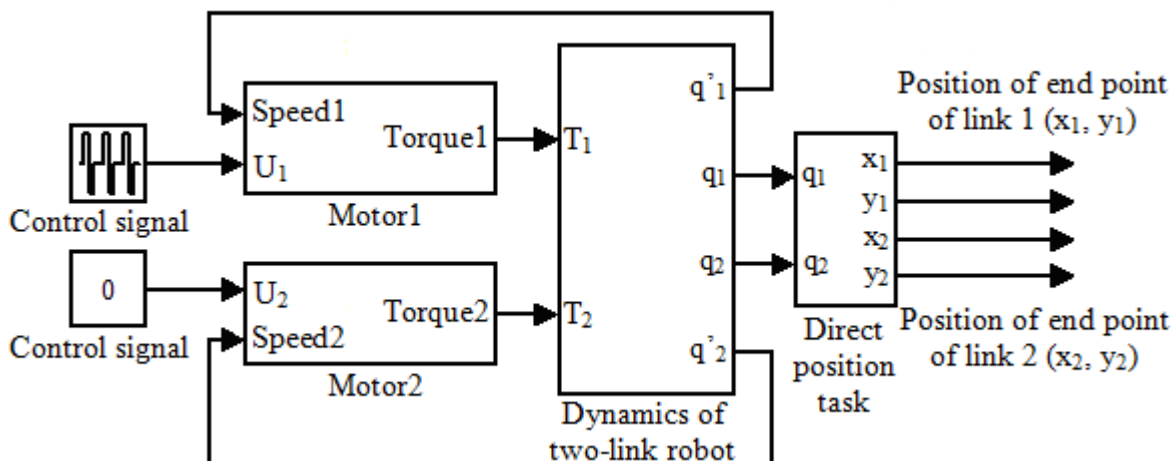 Speed1
U₁
Torque1
Motor1
Control signal
0
Control signal
U₂
Speed2
Torque2
Motor2
T₁
T₂
q'₁
q₁
q₂
q'₂
Dynamics of
two-link robot
q₁
q₂
x₁
y₁
x₂
y₂
Direct
position
task
Position of end point
of link 1 (x₁, y₁)
Position of end point
of link 2 (x₂, y₂)